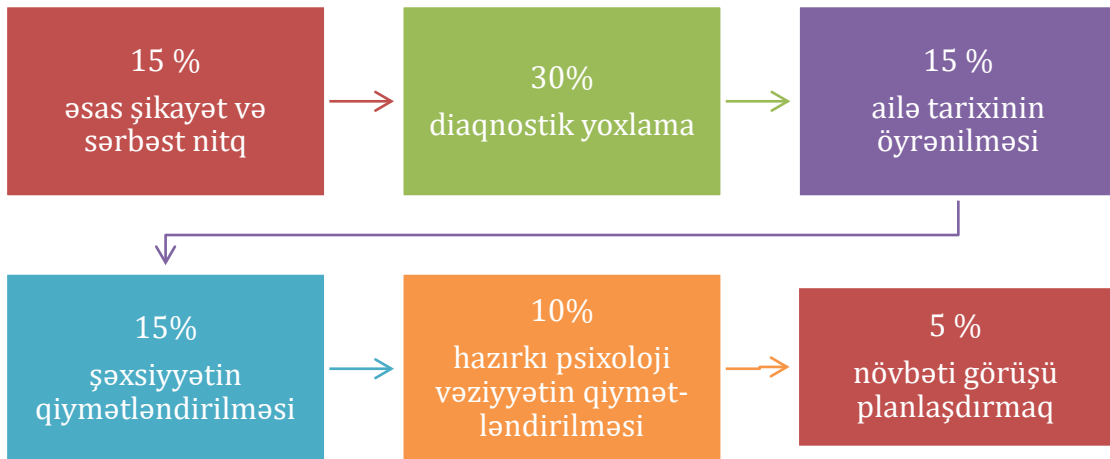 15 %
əsas şikayət və
sərbəst nitq
30%
diaqnostik yoxlama
15 %
ailə tarixinin
öyrənilməsi
15%
şəxsiyyətin
qiymətləndirilməsi
10%
hazırkı psixoloji
vəziyyətin qiymət-
ləndirilməsi
5 %
növbəti görüşü
planlaşdırmaq